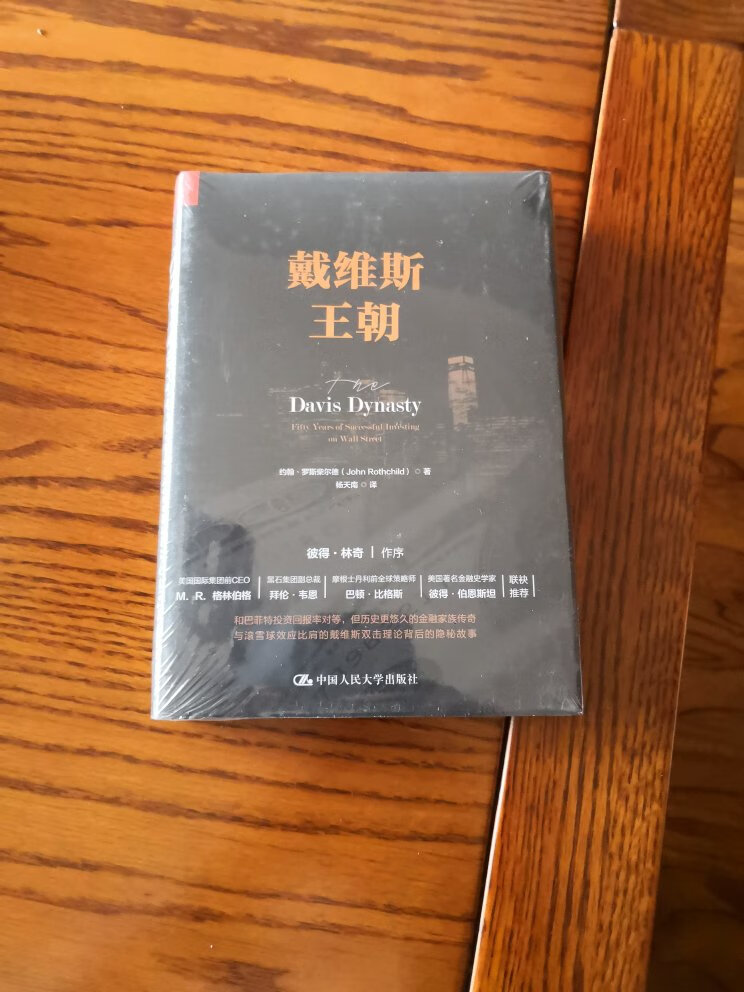 戴维斯
王朝
the
Davis Dynasty
Fifty Years of Successful Investing
on Wall Street
约翰·罗斯柴尔德（John Rothchild）◎ 著
杨天南 ◎ 译
彼得·林奇 | 作序
美国国际集团前CEO
M. R. 格林伯格
黑石集团副总裁
拜伦·韦恩
摩根士丹利前全球策略师
巴顿·比格斯
美国著名金融史学家
彼得·伯恩斯坦
联袂
推荐
和巴菲特投资回报率对等，但历史更悠久的金融家族传奇
与滚雪球效应比肩的戴维斯双击理论背后的隐秘故事
中国人民大学出版社